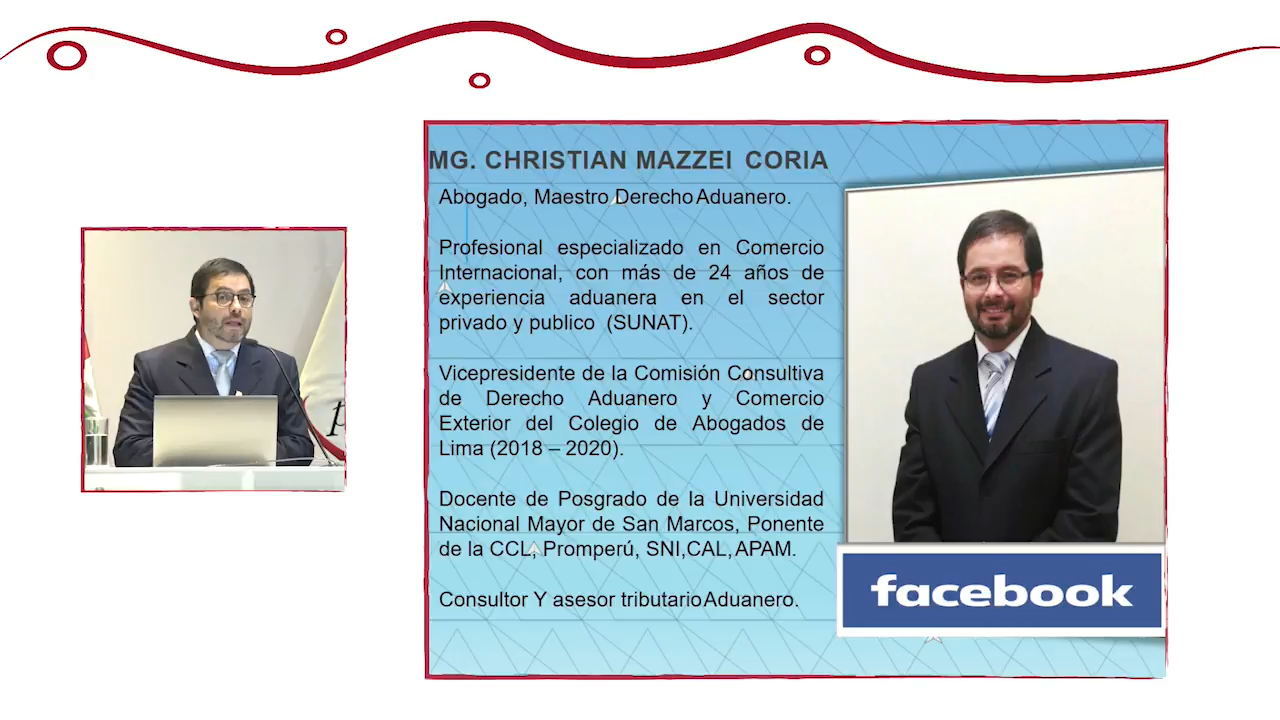 MG. CHRISTIAN MAZZEI CORIA
Abogado, Maestro Derecho Aduanero.
Profesional especializado en Comercio
Internacional, con más de 24 años de
experiencia aduanera en el sector
privado y publico (SUNAT).
Vicepresidente de la Comisión Consultiva
de Derecho Aduanero y Comercio
Exterior del Colegio de Abogados de
Lima (2018 – 2020).
Docente de Posgrado de la Universidad
Nacional Mayor de San Marcos, Ponente
de la CCL, Promperú, SNI,CAL, APAM.
Consultor Y asesor tributario Aduanero.
facebook